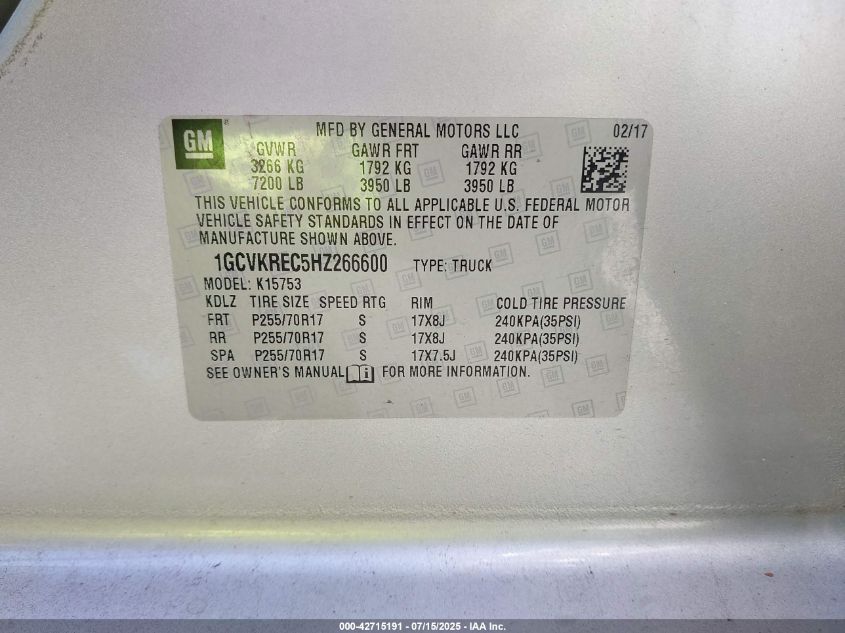 GM ® MFD BY GENERAL MOTORS LLC 02/17
GVWR GAWR FRT GAWR RR
3266 KG 1792 KG 1792 KG
7200 LB 3950 LB 3950 LB
THIS VEHICLE CONFORMS TO ALL APPLICABLE U.S. FEDERAL MOTOR
VEHICLE SAFETY STANDARDS IN EFFECT ON THE DATE OF
MANUFACTURE SHOWN ABOVE.
1GCVKREC5HZ266600 TYPE: TRUCK
MODEL: K15753
KDLZ TIRE SIZE SPEED RTG RIM COLD TIRE PRESSURE
FRT P255/70R17 S 17X8J 240KPA(35PSI)
RR P255/70R17 S 17X8J 240KPA(35PSI)
SPA P255/70R17 S 17X7.5J 240KPA(35PSI)
SEE OWNER'S MANUAL i FOR MORE INFORMATION.
000-42715191 - 07/15/2025 - IAA Inc.